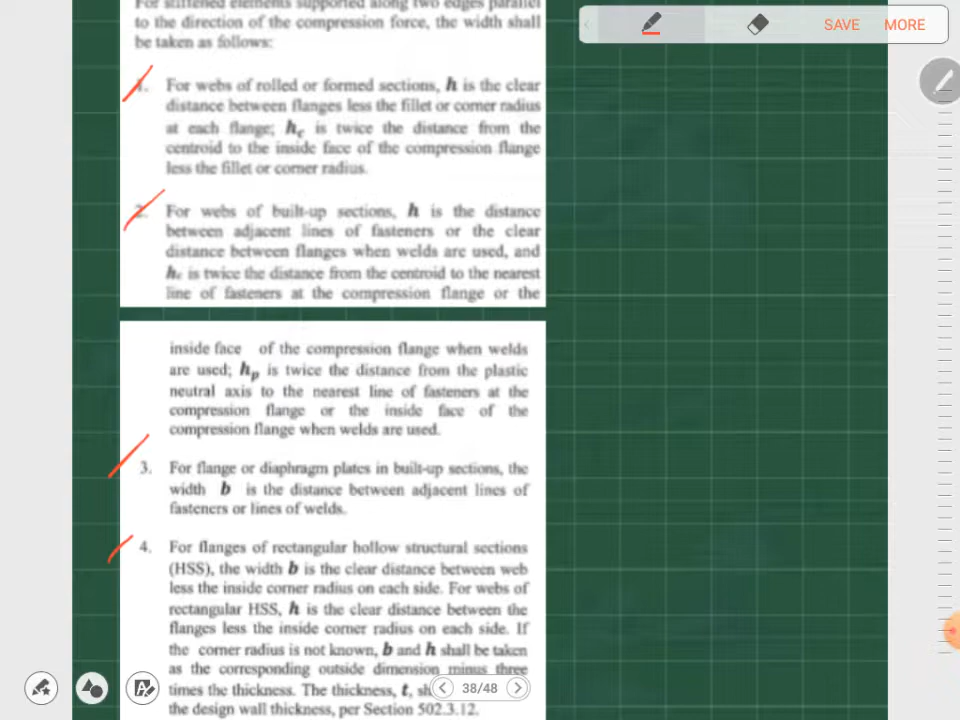 For stiffened elements supported along two edges parallel
to the direction of the compression force, the width shall
be taken as follows:
SAVE MORE
1. For webs of rolled or formed sections, h is the clear
distance between flanges less the fillet or corner radius
at each flange; hc is twice the distance from the
centroid to the inside face of the compression flange
less the fillet or corner radius.
2. For webs of built-up sections, h is the distance
between adjacent lines of fasteners or the clear
distance between flanges when welds are used, and
hc is twice the distance from the centroid to the nearest
line of fasteners at the compression flange or the
inside face of the compression flange when welds
are used; hp is twice the distance from the plastic
neutral axis to the nearest line of fasteners at the
compression flange or the inside face of the
compression flange when welds are used.
3. For flange or diaphragm plates in built-up sections, the
width b is the distance between adjacent lines of
fasteners or lines of welds.
4. For flanges of rectangular hollow structural sections
(HSS), the width b is the clear distance between web
less the inside corner radius on each side. For webs of
rectangular HSS, h is the clear distance between the
flanges less the inside corner radius on each side. If
the corner radius is not known, b and h shall be taken
as the corresponding outside dimension minus three
times the thickness. The thickness, t, sh
38/48
the design wall thickness, per Section 502.3.12.